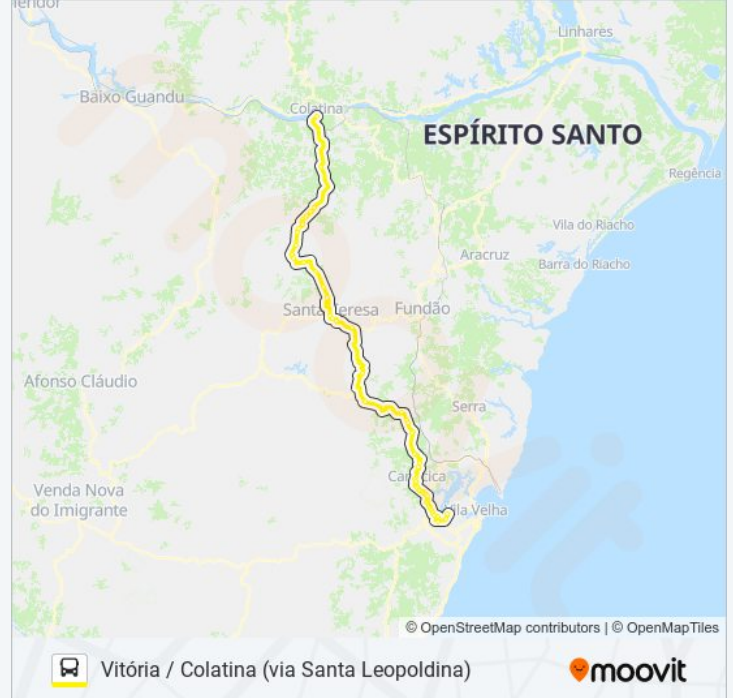 endor
Linhares
Baixo Guandu
Colatina
ESPÍRITO SANTO
Regência
Vila do Riacho
Aracruz
Barra do Riacho
Santa Teresa
Fundão
Afonso Cláudio
Serra
Cariacica
Venda Nova
do Imigrante
Vila Velha
© OpenStreetMap contributors | © OpenMapTiles
Vitória / Colatina (via Santa Leopoldina)
moovit